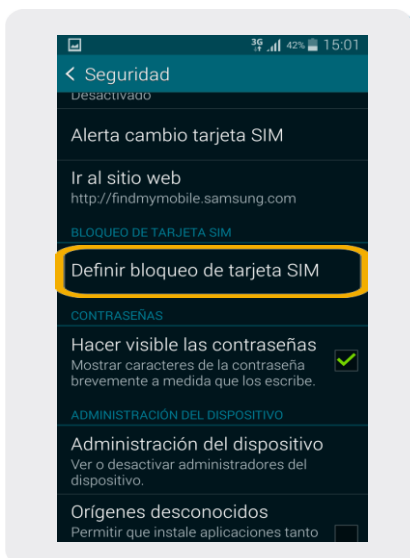 3G 42% 15:01
< Seguridad
Desactivado
Alerta cambio tarjeta SIM
Ir al sitio web
http://findmymobile.samsung.com
BLOQUEO DE TARJETA SIM
Definir bloqueo de tarjeta SIM
CONTRASEÑAS
Hacer visible las contraseñas
Mostrar caracteres de la contraseña
brevemente a medida que los escribe.
ADMINISTRACIÓN DEL DISPOSITIVO
Administración del dispositivo
Ver o desactivar administradores del
dispositivo.
Orígenes desconocidos
Permitir que instale aplicaciones tanto